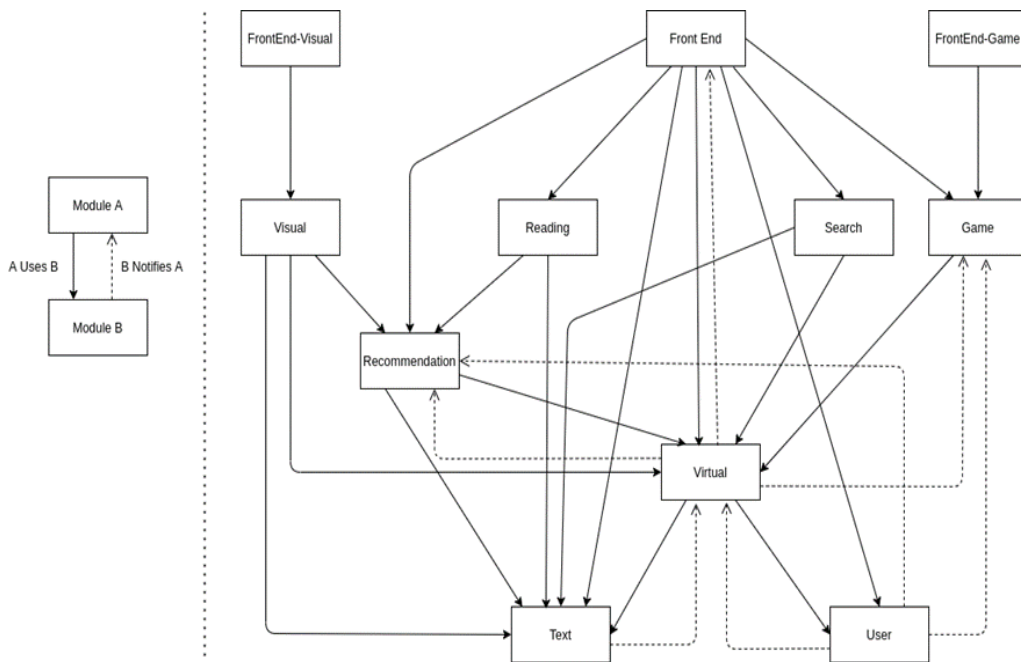 FrontEnd-Visual
Front End
FrontEnd-Game
Module A
A Uses B
B Notifies A
Module B
Visual
Reading
Search
Game
Recommendation
Virtual
Text
User